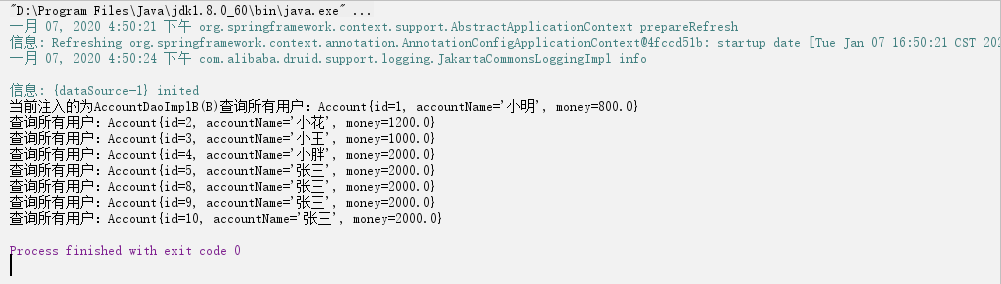 "D:\Program Files\Java\jdk1.8.0_60\bin\java.exe" ...
一月 07, 2020 4:50:21 下午 org.springframework.context.support.AbstractApplicationContext prepareRefresh
信息: Refreshing org.springframework.context.annotation.AnnotationConfigApplicationContext@4fccd51b: startup date [Tue Jan 07 16:50:21 CST 202
一月 07, 2020 4:50:24 下午 com.alibaba.druid.support.logging.JakartaCommonsLoggingImpl info
信息: {dataSource-1} inited
当前注入的为AccountDaoImplB(B)查询所有用户：Account{id=1, accountName='小明', money=800.0}
查询所有用户：Account{id=2, accountName='小花', money=1200.0}
查询所有用户：Account{id=3, accountName='小王', money=1000.0}
查询所有用户：Account{id=4, accountName='小胖', money=2000.0}
查询所有用户：Account{id=5, accountName='张三', money=2000.0}
查询所有用户：Account{id=8, accountName='张三', money=2000.0}
查询所有用户：Account{id=9, accountName='张三', money=2000.0}
查询所有用户：Account{id=10, accountName='张三', money=2000.0}
Process finished with exit code 0